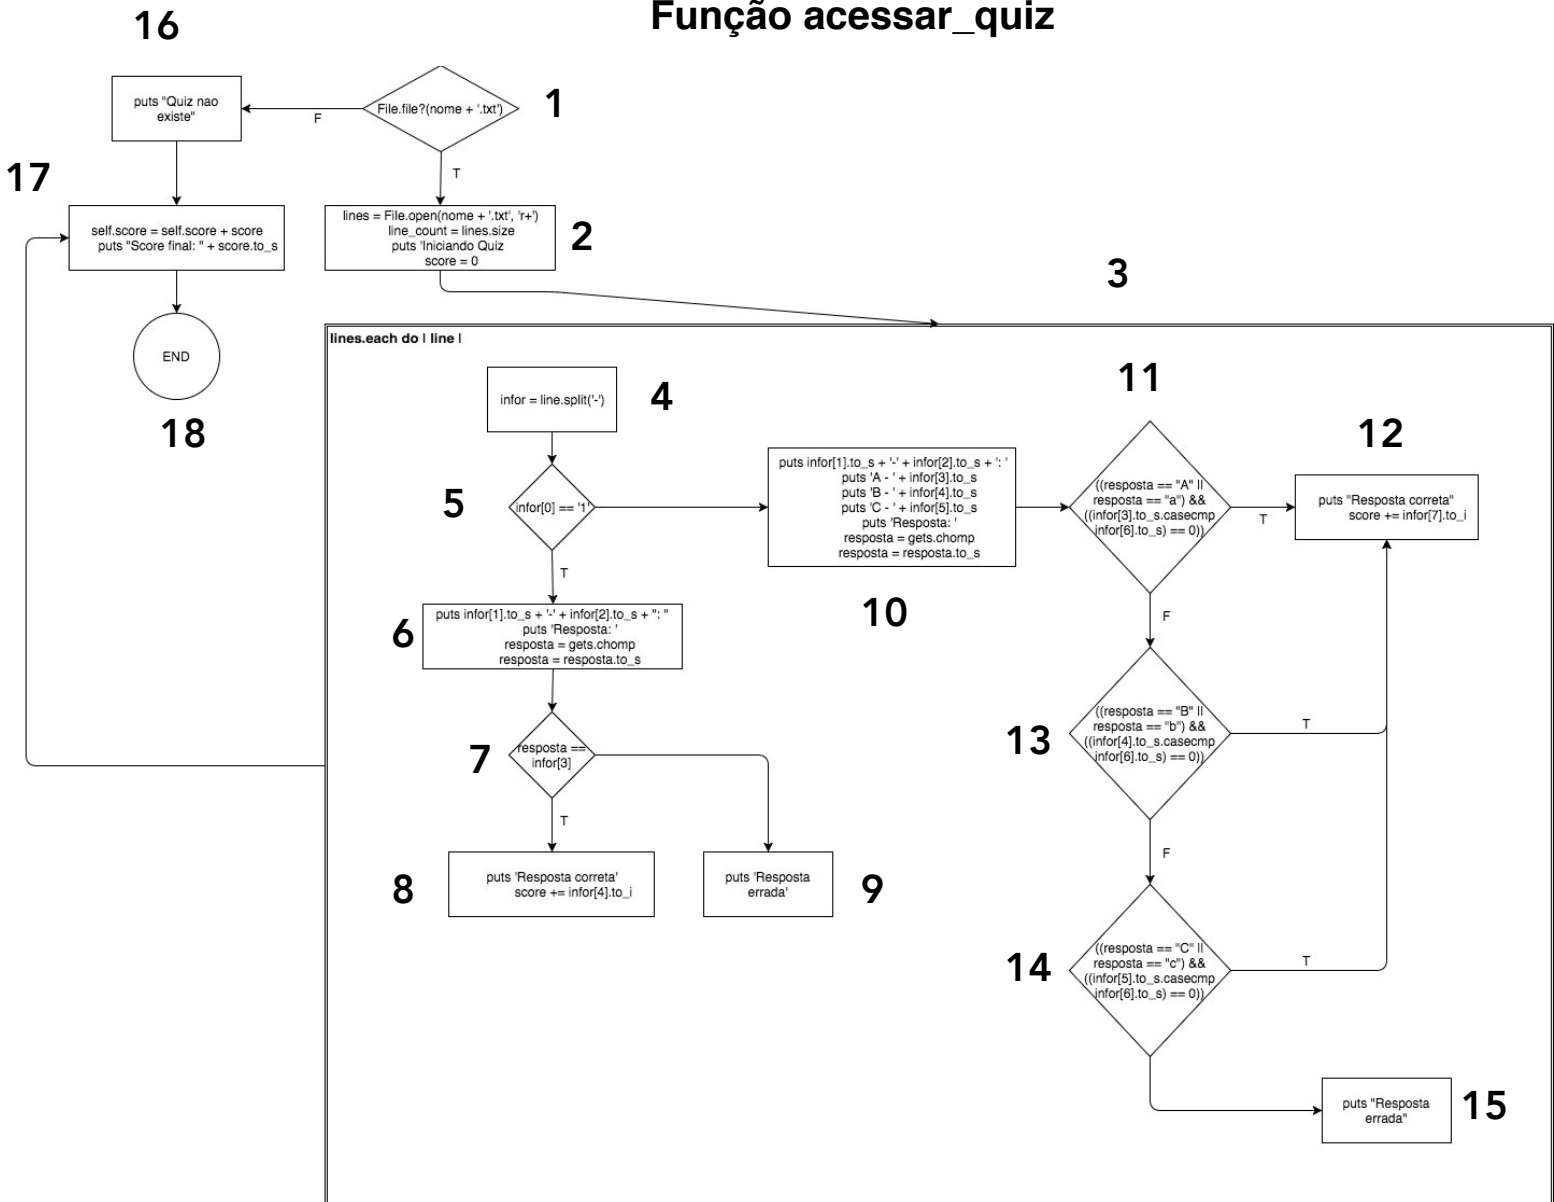 Função acessar_quiz
16
puts "Quiz nao
existe"
F
File.file?(nome + '.txt')
1
T
17
self.score = self.score + score
puts "Score final: " + score.to_s
lines = File.open(nome + '.txt', 'r+')
line_count = lines.size
puts 'Iniciando Quiz
score = 0
2
END
18
3
lines.each do | line |
infor = line.split('-')
4
5
infor[0] == '1'
T
6
puts infor[1].to_s + '-' + infor[2].to_s + ": "
puts 'Resposta: '
resposta = gets.chomp
resposta = resposta.to_s
7
resposta ==
infor[3]
T
8
puts 'Resposta correta'
score += infor[4].to_i
puts 'Resposta
errada'
9
puts infor[1].to_s + '-' + infor[2].to_s + ': '
puts 'A - ' + infor[3].to_s
puts 'B - ' + infor[4].to_s
puts 'C - ' + infor[5].to_s
puts 'Resposta: '
resposta = gets.chomp
resposta = resposta.to_s
10
11
((resposta == "A" ||
resposta == "a") &&
((infor[3].to_s.casecmp
infor[6].to_s) == 0))
T
F
12
puts "Resposta correta"
score += infor[7].to_i
13
((resposta == "B" ||
resposta == "b") &&
((infor[4].to_s.casecmp
infor[6].to_s) == 0))
T
F
14
((resposta == "C" ||
resposta == "c") &&
((infor[5].to_s.casecmp
infor[6].to_s) == 0))
T
puts "Resposta
errada"
15